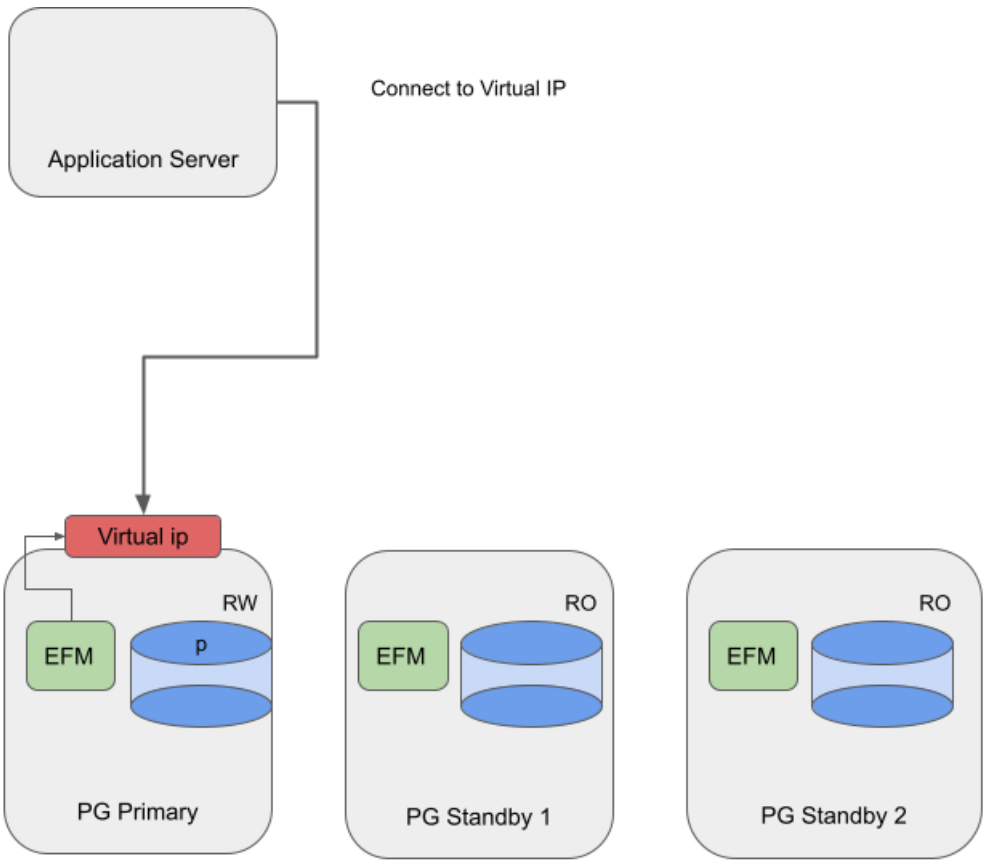 Connect to Virtual IP
Application Server
Virtual ip
RW
EFM
p
PG Primary
RO
EFM
PG Standby 1
RO
EFM
PG Standby 2